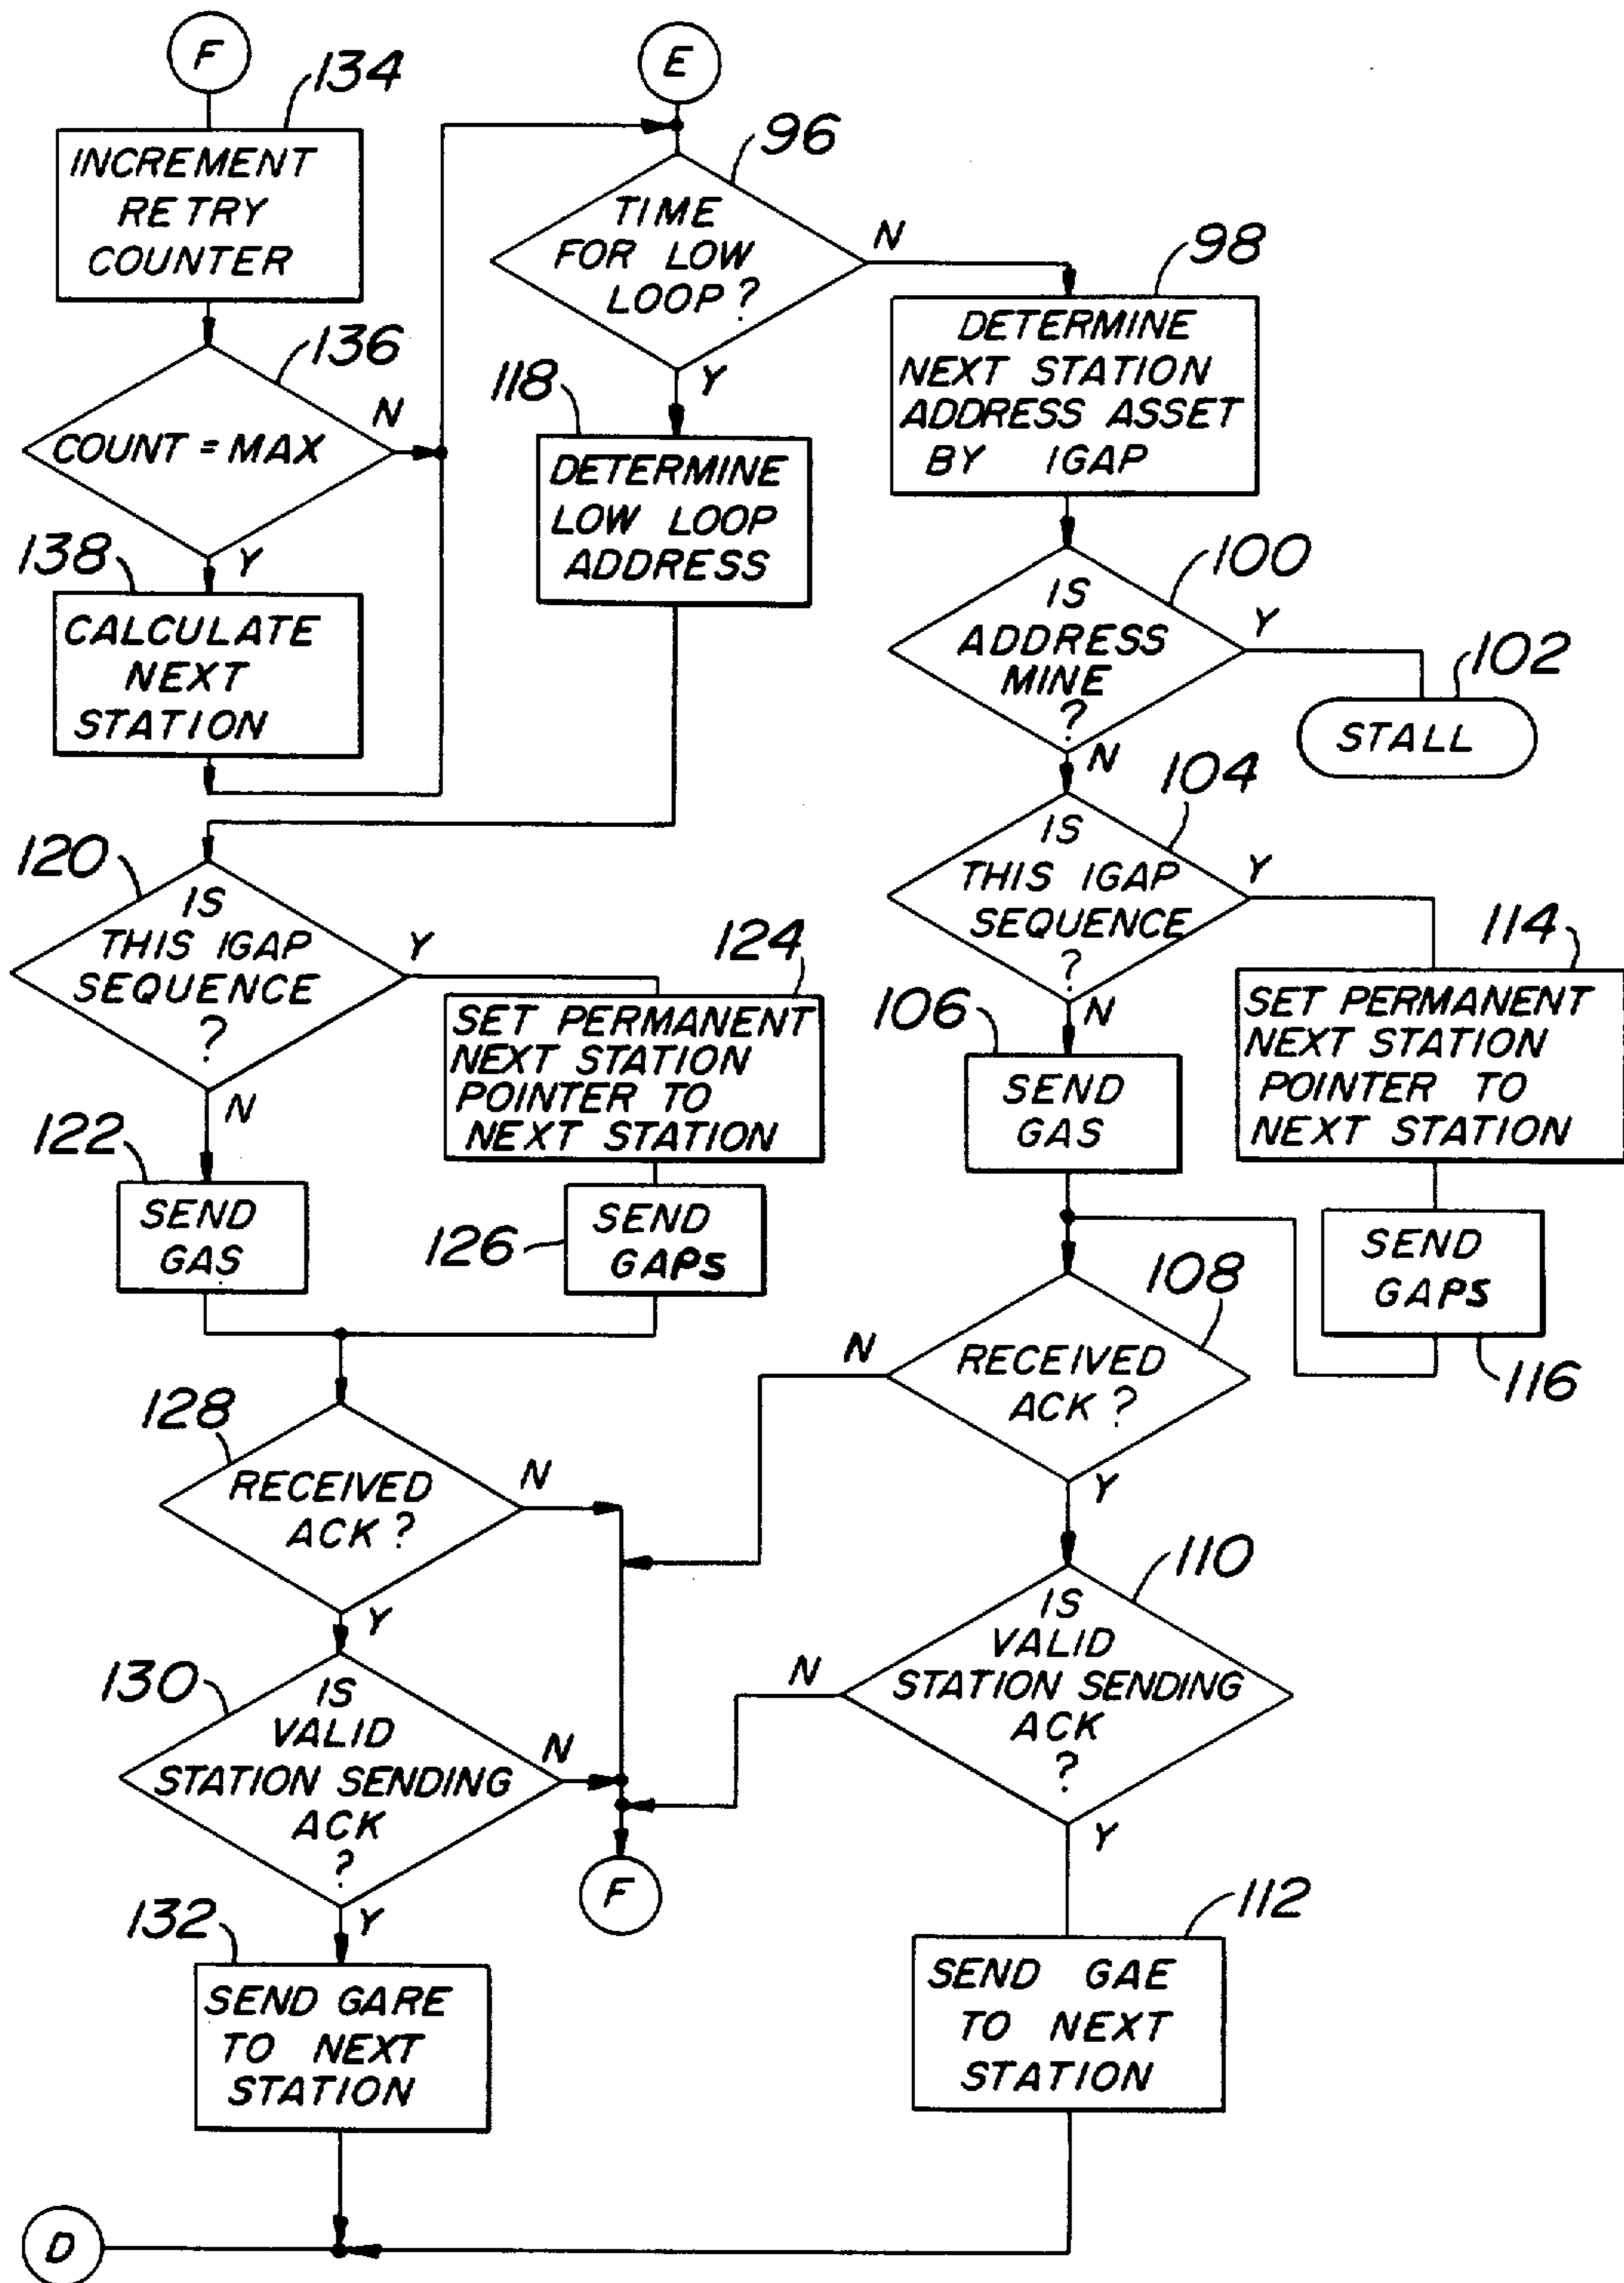 F
134
INCREMENT
RETRY
COUNTER
136
COUNT = MAX
N
Y
138
CALCULATE
NEXT
STATION
E
96
TIME
FOR LOW
LOOP ?
N
Y
118
DETERMINE
LOW LOOP
ADDRESS
98
DETERMINE
NEXT STATION
ADDRESS ASSET
BY IGAP
100
IS
ADDRESS
MINE
?
Y
N
102
STALL
104
IS
THIS IGAP
SEQUENCE
?
Y
N
114
SET PERMANENT
NEXT STATION
POINTER TO
NEXT STATION
106
SEND
GAS
116
SEND
GAPS
120
IS
THIS IGAP
SEQUENCE
?
Y
N
124
SET PERMANENT
NEXT STATION
POINTER TO
NEXT STATION
122
SEND
GAS
126
SEND
GAPS
108
RECEIVED
ACK ?
N
Y
128
RECEIVED
ACK ?
N
Y
110
IS
VALID
STATION SENDING
ACK
?
N
Y
130
IS
VALID
STATION SENDING
ACK
?
N
Y
F
132
SEND GARE
TO NEXT
STATION
112
SEND GAE
TO NEXT
STATION
D